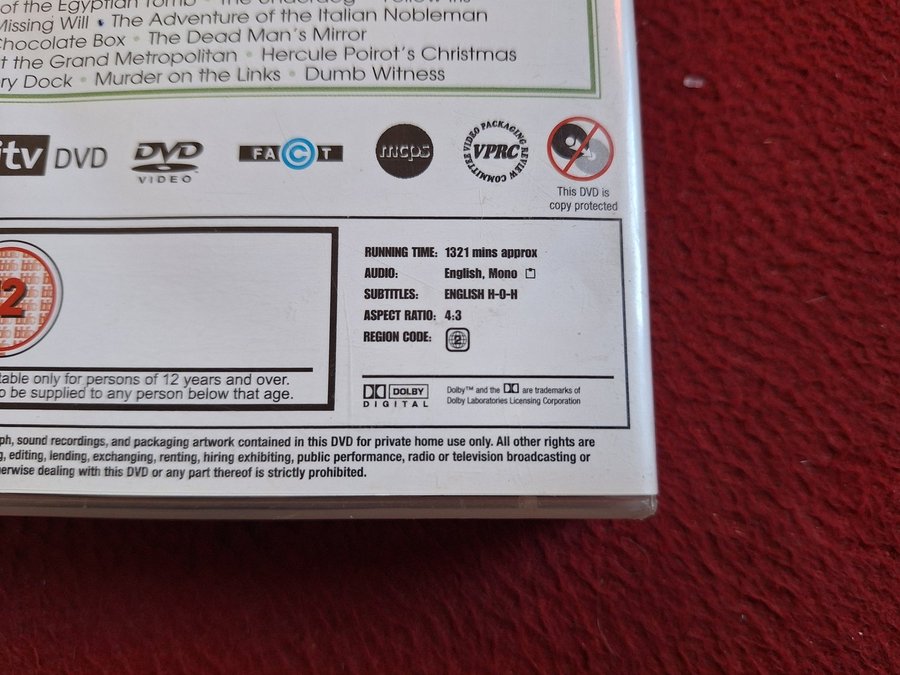 of the Egyptian Tomb • The Underdog • Yellow Iris
Missing Will • The Adventure of the Italian Nobleman
Chocolate Box • The Dead Man's Mirror
t the Grand Metropolitan • Hercule Poirot's Christmas
ry Dock • Murder on the Links • Dumb Witness
itv DVD
DVD
VIDEO
FACT
mcps
VIDEO PACKAGING REVIEW COMMITTEE
VPRC
This DVD is
copy protected
2
table only for persons of 12 years and over.
o be supplied to any person below that age.
RUNNING TIME: 1321 mins approx
AUDIO: English, Mono
SUBTITLES: ENGLISH H-O-H
ASPECT RATIO: 4:3
REGION CODE: 2
DOLBY
DIGITAL
Dolby™ and the are trademarks of
Dolby Laboratories Licensing Corporation
ph, sound recordings, and packaging artwork contained in this DVD for private home use only. All other rights are
g, editing, lending, exchanging, renting, hiring exhibiting, public performance, radio or television broadcasting or
erwise dealing with this DVD or any part thereof is strictly prohibited.